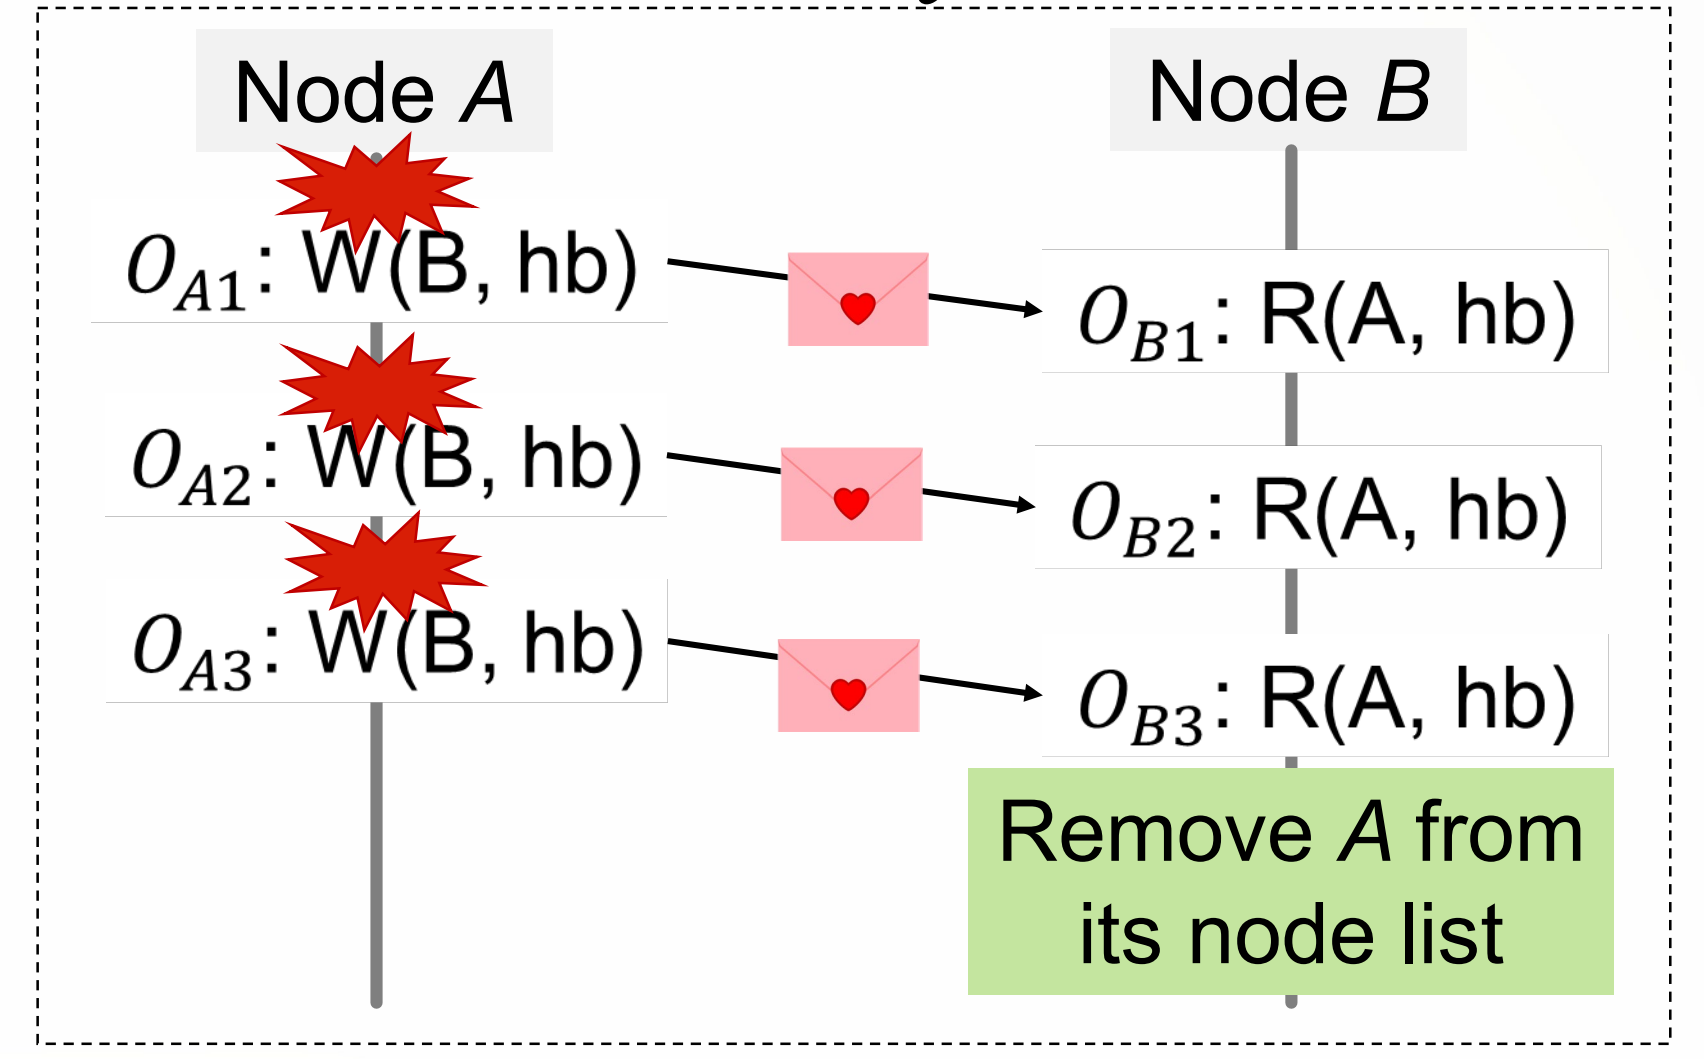 Node A
Node B
O_A1: W(B, hb)
O_B1: R(A, hb)
O_A2: W(B, hb)
O_B2: R(A, hb)
O_A3: W(B, hb)
O_B3: R(A, hb)
Remove A from
its node list